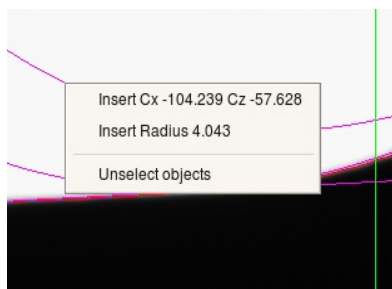 Insert Cx -104.239 Cz -57.628
Insert Radius 4.043
Unselect objects